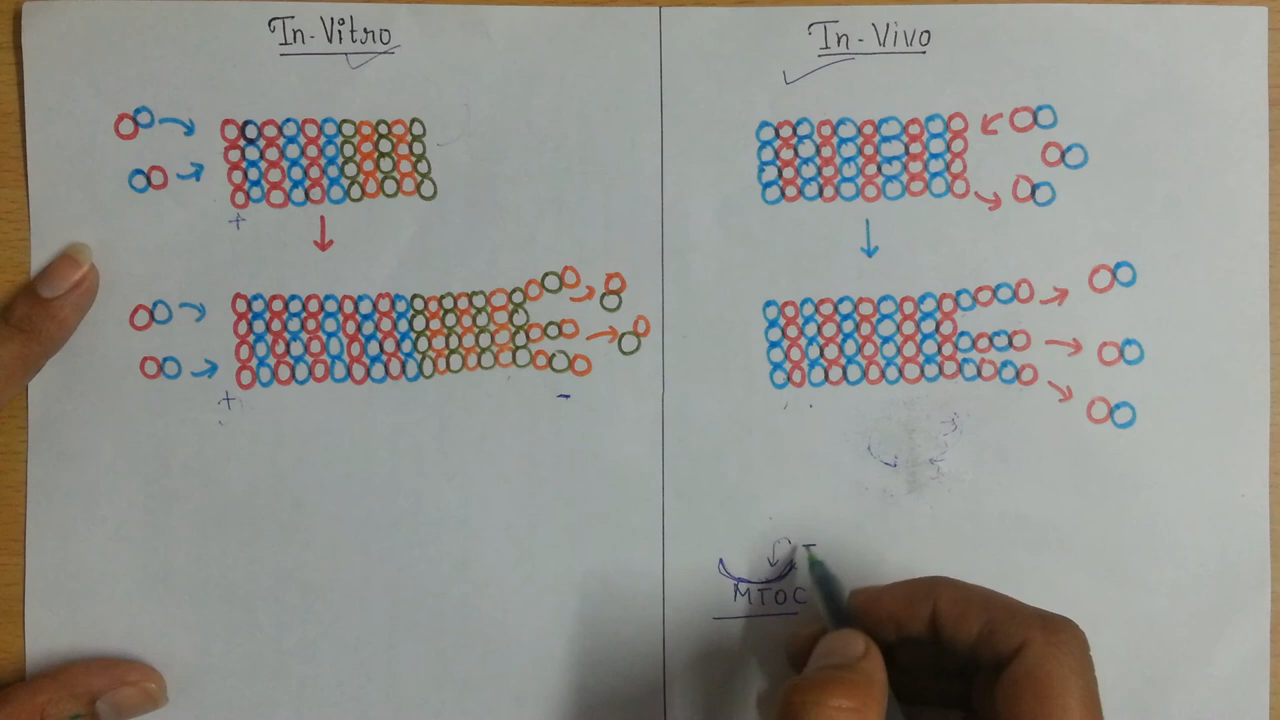 In-Vitro
In-Vivo
+
+
-
-
MTOC